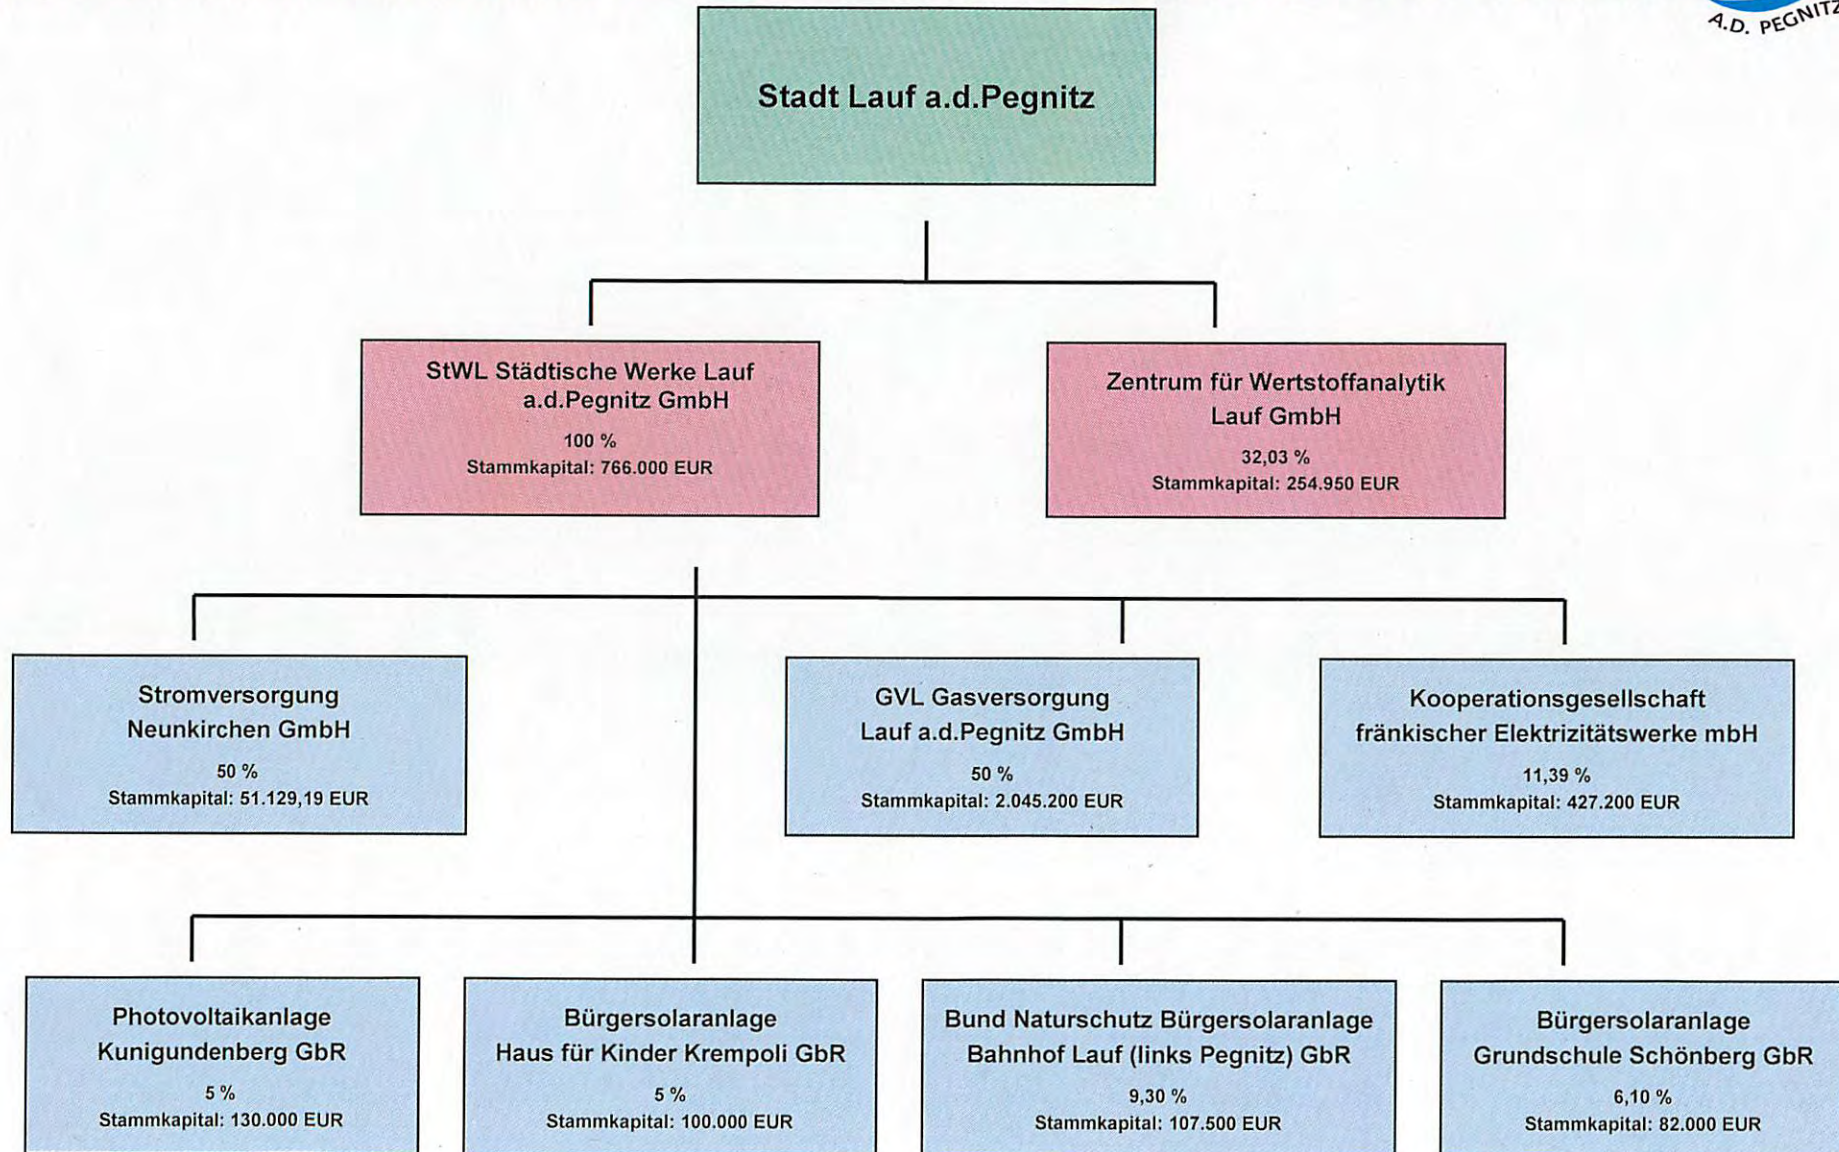 A.D. PEGNITZ
Stadt Lauf a.d.Pegnitz
StWL Städtische Werke Lauf
a.d.Pegnitz GmbH
100 %
Stammkapital: 766.000 EUR
Zentrum für Wertstoffanalytik
Lauf GmbH
32,03 %
Stammkapital: 254.950 EUR
Stromversorgung
Neunkirchen GmbH
50 %
Stammkapital: 51.129,19 EUR
GVL Gasversorgung
Lauf a.d.Pegnitz GmbH
50 %
Stammkapital: 2.045.200 EUR
Kooperationsgesellschaft
fränkischer Elektrizitätswerke mbH
11,39 %
Stammkapital: 427.200 EUR
Photovoltaikanlage
Kunigundenberg GbR
5 %
Stammkapital: 130.000 EUR
Bürgersolaranlage
Haus für Kinder Krempoli GbR
5 %
Stammkapital: 100.000 EUR
Bund Naturschutz Bürgersolaranlage
Bahnhof Lauf (links Pegnitz) GbR
9,30 %
Stammkapital: 107.500 EUR
Bürgersolaranlage
Grundschule Schönberg GbR
6,10 %
Stammkapital: 82.000 EUR